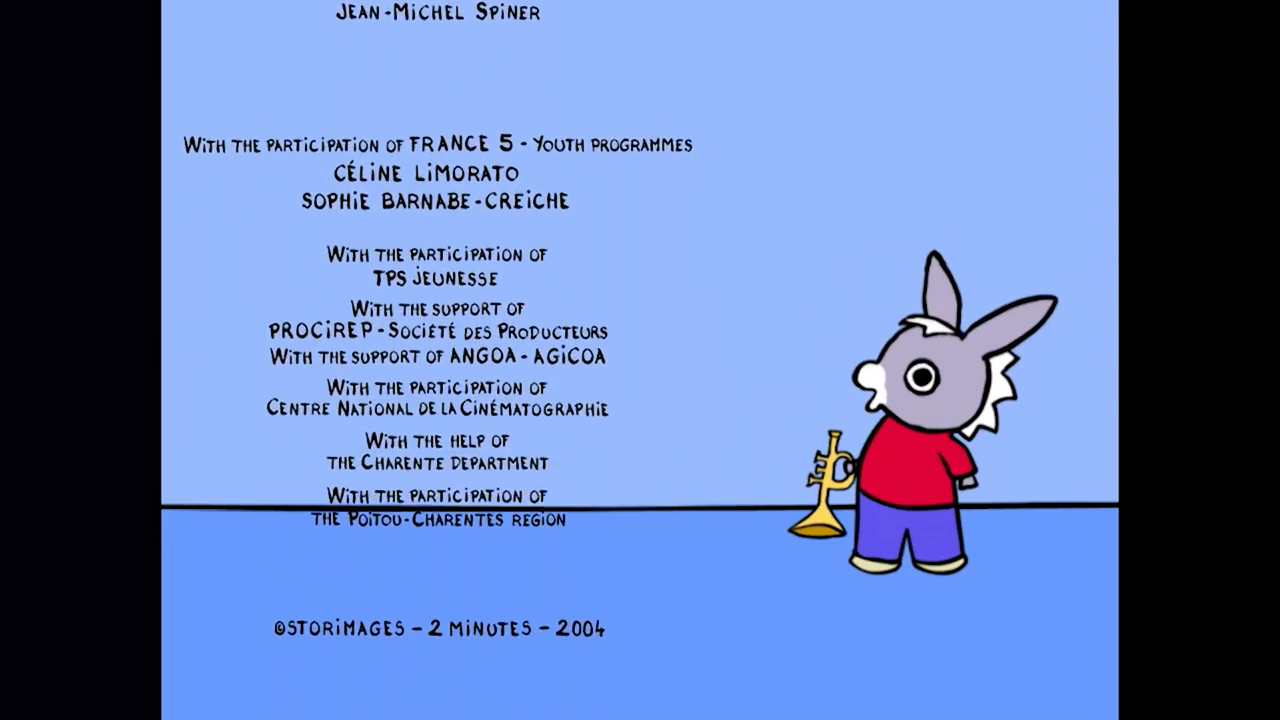 JEAN-MICHEL SPINER
WITH THE PARTICIPATION OF FRANCE 5 - YOUTH PROGRAMMES
CÉLINE LIMORATO
SOPHIE BARNABE-CREICHE
WITH THE PARTICIPATION OF
TPS JEUNESSE
WITH THE SUPPORT OF
PROCIREP - SOCIÉTÉ DES PRODUCTEURS
WITH THE SUPPORT OF ANGOA - AGICOA
WITH THE PARTICIPATION OF
CENTRE NATIONAL DE LA CINÉMATOGRAPHIE
WITH THE HELP OF
THE CHARENTE DEPARTMENT
WITH THE PARTICIPATION OF
THE POITOU-CHARENTES REGION
©STORIMAGES - 2 MINUTES - 2004